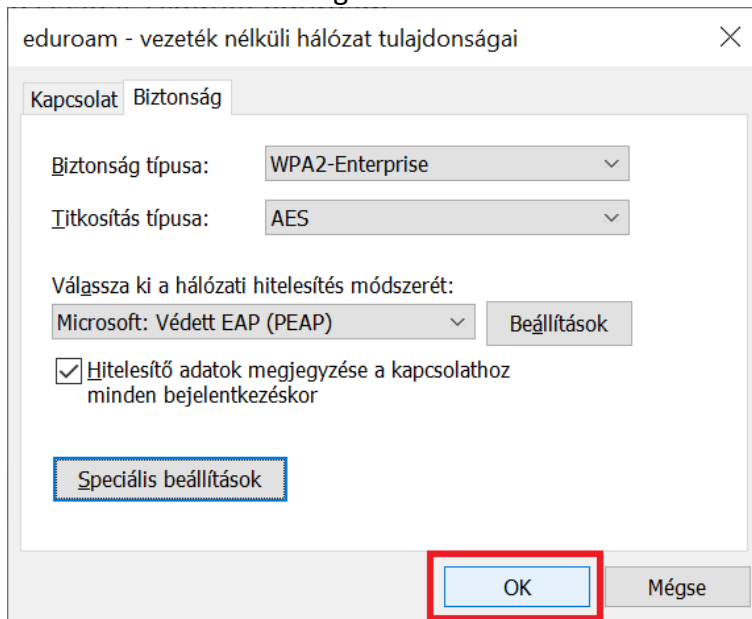 eduroam - vezeték nélküli hálózat tulajdonságai
Kapcsolat Biztonság
Biztonság típusa: WPA2-Enterprise
Titkosítás típusa: AES
Válassza ki a hálózati hitelesítés módszerét:
Microsoft: Védett EAP (PEAP) Beállítások
Hitelesítő adatok megjegyzése a kapcsolathoz
minden bejelentkezéskor
Speciális beállítások
OK Mégse